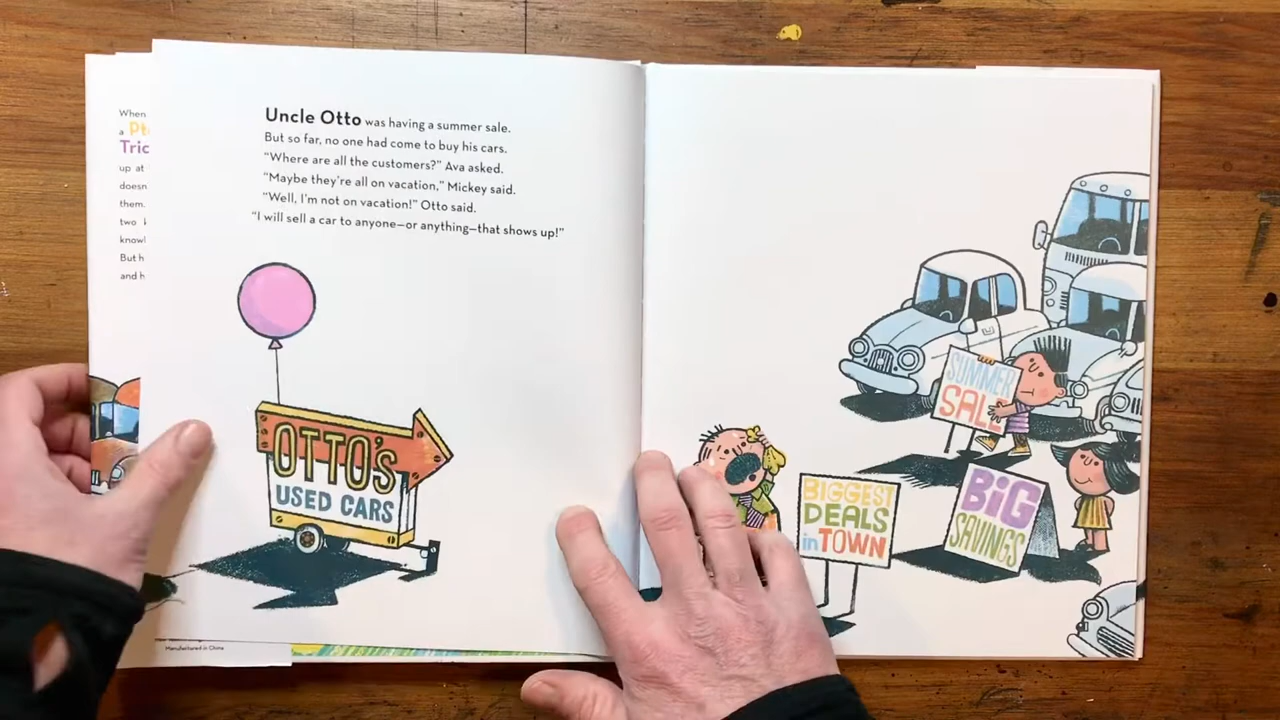 When
a Pt
Tric
up at
doesn
them.
two k
knowl
But h
and h
Uncle Otto was having a summer sale.
But so far, no one had come to buy his cars.
“Where are all the customers?” Ava asked.
“Maybe they’re all on vacation,” Mickey said.
“Well, I’m not on vacation!” Otto said.
“I will sell a car to anyone—or anything—that shows up!”
OTTO’S
USED CARS
Manufactured in China
SUMMER
SALE
BIGGEST
DEALS
in TOWN
BiG
SAVINGS